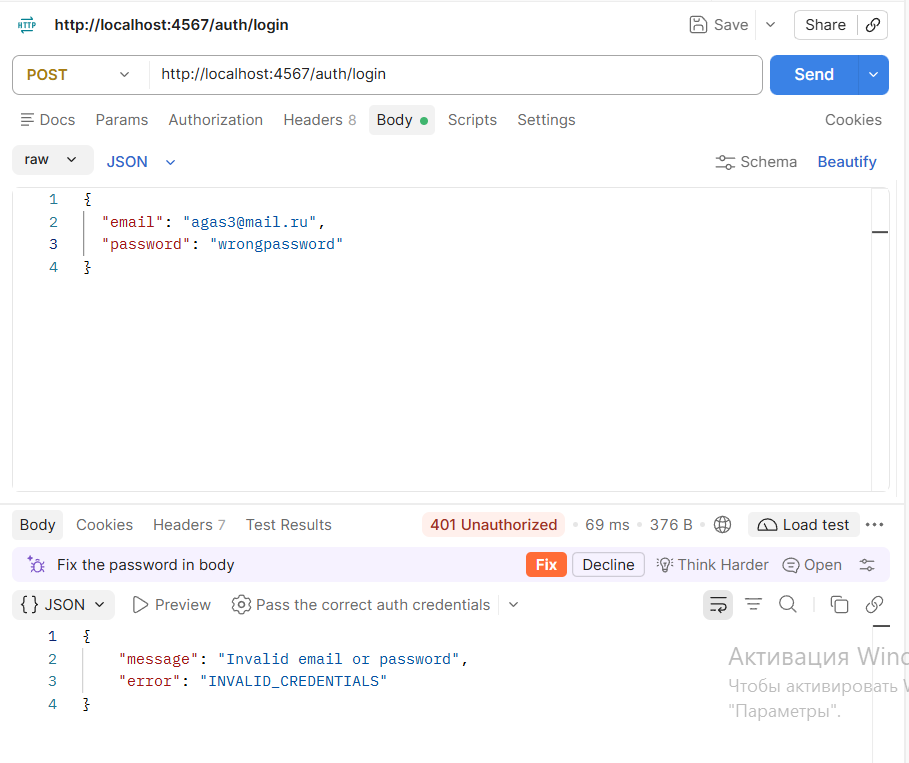 HTTP http://localhost:4567/auth/login Save Share
POST http://localhost:4567/auth/login Send
Docs Params Authorization Headers 8 Body Scripts Settings Cookies
raw JSON Schema Beautify
1 {
2 "email": "agas3@mail.ru",
3 "password": "wrongpassword"
4 }
Body Cookies Headers 7 Test Results 401 Unauthorized 69 ms 376 B Load test
Fix the password in body Fix Decline Think Harder Open
{} JSON Preview Pass the correct auth credentials
1 {
2 "message": "Invalid email or password",
3 "error": "INVALID_CREDENTIALS"
4 }
Активация Wind
Чтобы активировать
"Параметры".